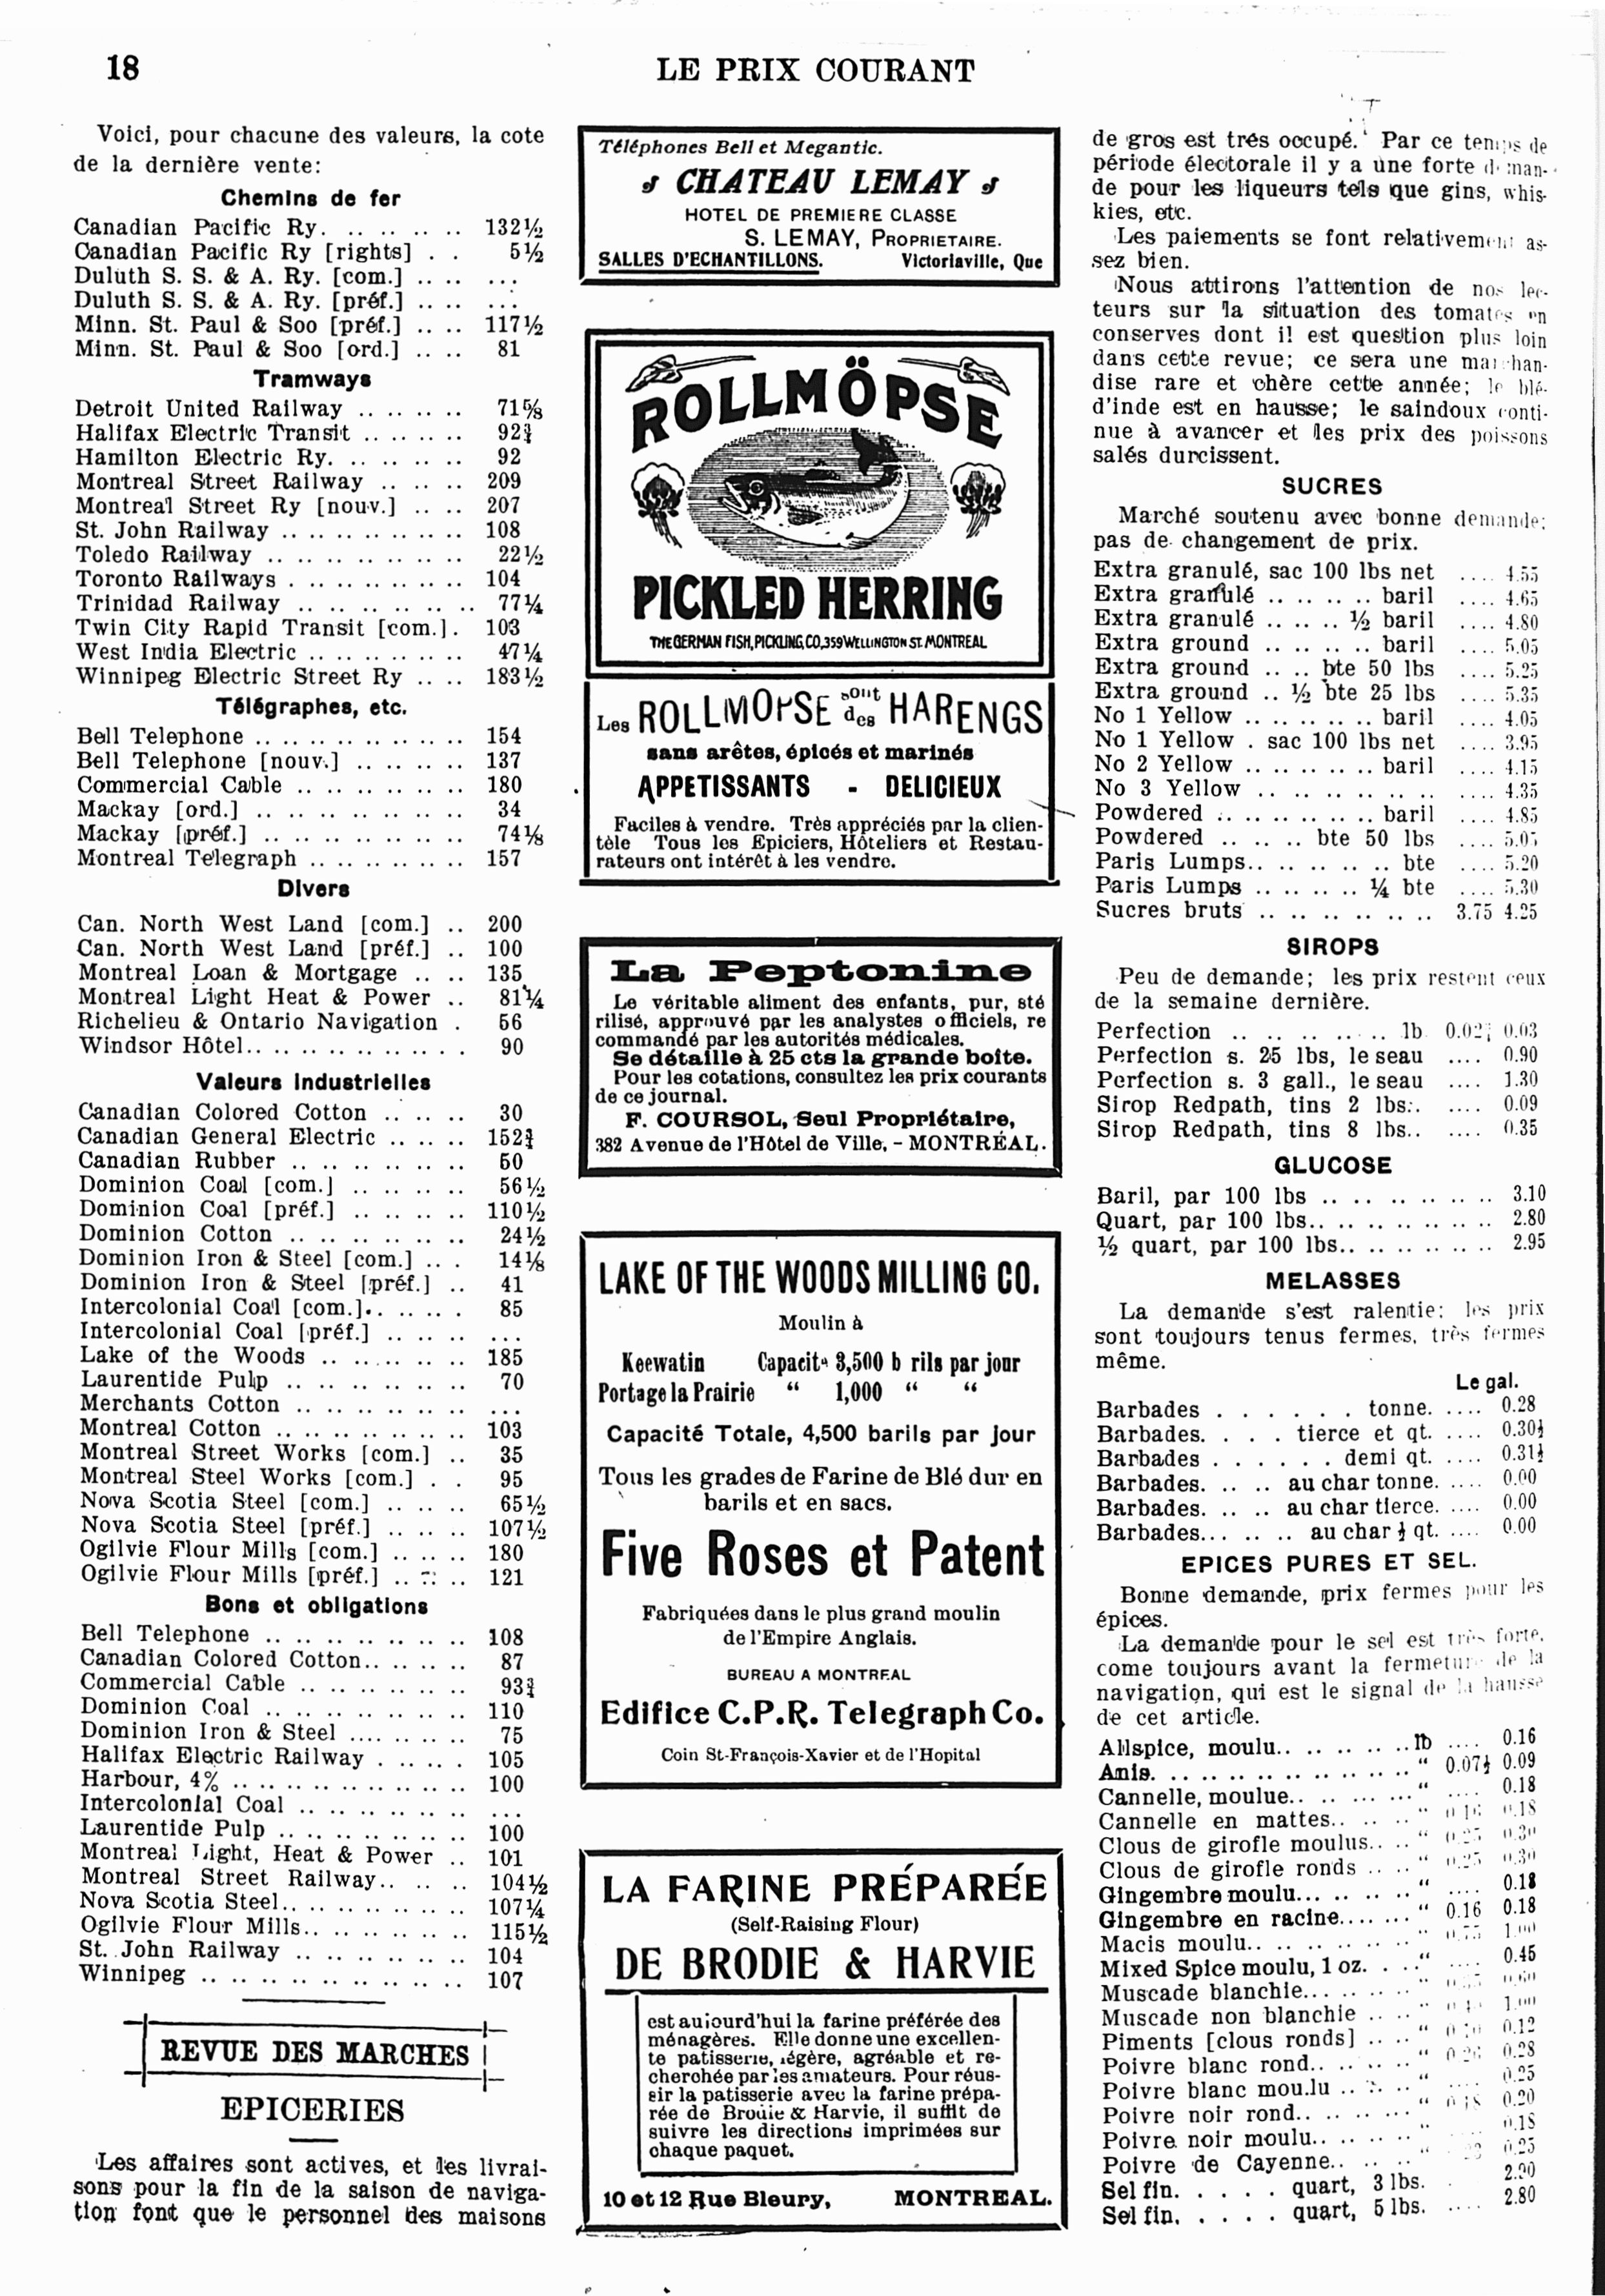 18
LE PRIX COURANT
Voici, pour chacune des valeurs, la cote
de la dernière vente:
Chemins de fer
Canadian Pacific Ry. .. .. .. .. .. 132½
Canadian Pacific Ry [rights] . . 5½
Duluth S. S. & A. Ry. [com.] .. .. ...
Duluth S. S. & A. Ry. [préf.] .. .. ...
Minn. St. Paul & Soo [préf.] .. .. 117½
Minn. St. Paul & Soo [ord.] .. .. 81
Tramways
Detroit United Railway .. .. .. .. 71⅝
Halifax Electric Transit .. .. .. .. 92¾
Hamilton Electric Ry. .. .. .. .. .. 92
Montreal Street Railway .. .. .. 209
Montreal Street Ry [nouv.] .. .. 207
St. John Railway .. .. .. .. .. .. .. 108
Toledo Railway .. .. .. .. .. .. .. 22½
Toronto Railways . .. .. .. .. .. .. 104
Trinidad Railway .. .. .. .. .. .. .. 77¼
Twin City Rapid Transit [com.]. 103
West India Electric .. .. .. .. .. .. 47¼
Winnipeg Electric Street Ry .. .. 183½
Télégraphes, etc.
Bell Telephone .. .. .. .. .. .. .. .. 154
Bell Telephone [nouv.] .. .. .. .. 137
Commercial Cable .. .. .. .. .. .. 180
Mackay [ord.] .. .. .. .. .. .. .. 34
Mackay [préf.] .. .. .. .. .. .. .. 74⅛
Montreal Telegraph .. .. .. .. .. .. 157
Divers
Can. North West Land [com.] .. 200
Can. North West Land [préf.] .. 100
Montreal Loan & Mortgage .. .. 135
Montreal Light Heat & Power .. 81¼
Richelieu & Ontario Navigation . 56
Windsor Hôtel.. .. .. .. .. .. .. .. 90
Valeurs Industrielles
Canadian Colored Cotton .. .. .. 30
Canadian General Electric .. .. .. 152¾
Canadian Rubber .. .. .. .. .. .. 50
Dominion Coal [com.] .. .. .. .. 56½
Dominion Coal [préf.] .. .. .. .. 110½
Dominion Cotton .. .. .. .. .. .. 24½
Dominion Iron & Steel [com.] .. . 14⅛
Dominion Iron & Steel [préf.] .. 41
Intercolonial Coal [com.].. .. .. . 85
Intercolonial Coal [préf.] .. .. .. ...
Lake of the Woods .. .. .. .. .. 185
Laurentide Pulp .. .. .. .. .. .. 70
Merchants Cotton .. .. .. .. .. .. ...
Montreal Cotton .. .. .. .. .. .. .. 103
Montreal Street Works [com.] .. 35
Montreal Steel Works [com.] . . 95
Nova Scotia Steel [com.] .. .. .. 65½
Nova Scotia Steel [préf.] .. .. .. 107½
Ogilvie Flour Mills [com.] .. .. .. 180
Ogilvie Flour Mills [préf.] .. .. .. 121
Bons et obligations
Bell Telephone .. .. .. .. .. .. .. 108
Canadian Colored Cotton.. .. .. .. 87
Commercial Cable .. .. .. .. .. .. 93¾
Dominion Coal .. .. .. .. .. .. .. 110
Dominion Iron & Steel .... .. .. .. 75
Halifax Electric Railway . .. .. .. 105
Harbour, 4% .. .. .. .. .. .. .. .. 100
Intercolonial Coal .. .. .. .. .. .. ...
Laurentide Pulp .. .. .. .. .. .. .. 100
Montreal Light, Heat & Power .. 101
Montreal Street Railway.. .. .. .. 104½
Nova Scotia Steel.. .. .. .. .. .. .. 107¼
Ogilvie Flour Mills.. .. .. .. .. .. 115½
St. John Railway .. .. .. .. .. .. 104
Winnipeg .. .. .. .. .. .. .. .. .. 107
REVUE DES MARCHES
EPICERIES
Les affaires sont actives, et les livrai-
sons pour la fin de la saison de naviga-
tion font que le personnel des maisons
Téléphones Bell et Megantic.
CHATEAU LEMAY
HOTEL DE PREMIERE CLASSE
S. LEMAY, PROPRIETAIRE.
SALLES D'ECHANTILLONS. Victoriaville, Que
ROLLMÖPSE
PICKLED HERRING
THE GERMAN FISH, PICKLING, CO, 359 WELLINGTON ST. MONTREAL
Les ROLLMOPSE sont des HARENGS
sans arêtes, épicés et marinés
APPETISSANTS - DELICIEUX
Faciles à vendre. Très appréciés par la clien-
tèle Tous les Epiciers, Hôteliers et Restau-
rateurs ont intérêt à les vendre.
La Peptonine
Le véritable aliment des enfants, pur, sté
rilisé, approuvé par les analystes officiels, re
commandé par les autorités médicales.
Se détaille à 25 cts la grande boîte.
Pour les cotations, consultez les prix courants
de ce journal.
F. COURSOL, Seul Propriétaire,
382 Avenue de l'Hôtel de Ville, - MONTRÉAL.
LAKE OF THE WOODS MILLING CO.
Moulin à
Keewatin Capacité 3,500 b rils par jour
Portage la Prairie “ 1,000 “ “
Capacité Totale, 4,500 barils par jour
Tous les grades de Farine de Blé dur en
barils et en sacs.
Five Roses et Patent
Fabriquées dans le plus grand moulin
de l'Empire Anglais.
BUREAU A MONTREAL
Edifice C.P.R. Telegraph Co.
Coin St-François-Xavier et de l'Hopital
LA FARINE PRÉPARÉE
(Self-Raising Flour)
DE BRODIE & HARVIE
est aujourd'hui la farine préférée des
ménagères. Elle donne une excellen-
te patisserie, légère, agréable et re-
cherchée par les amateurs. Pour réus-
sir la patisserie avec la farine prépa-
rée de Brodie & Harvie, il suffit de
suivre les directions imprimées sur
chaque paquet.
10 et 12 Rue Bleury, MONTREAL.
de gros est très occupé. Par ce temps de
période électorale il y a une forte deman-
de pour les liqueurs tels que gins, whis-
kies, etc.
Les paiements se font relativement as-
sez bien.
Nous attirons l'attention de nos lec-
teurs sur la situation des tomates en
conserves dont il est question plus loin
dans cette revue; ce sera une marchan-
dise rare et chère cette année; le blé-
d'inde est en hausse; le saindoux conti-
nue à avancer et les prix des poissons
salés durcissent.
SUCRES
Marché soutenu avec bonne demande;
pas de changement de prix.
Extra granulé, sac 100 lbs net .... 4.55
Extra granulé .. .. .. .. baril .... 4.65
Extra granulé .. .. .. ½ baril .... 4.80
Extra ground .. .. .. .. baril .... 5.05
Extra ground .. .. bte 50 lbs .... 5.25
Extra ground .. ½ bte 25 lbs .... 5.35
No 1 Yellow .. .. .. .. .. baril .... 4.05
No 1 Yellow . sac 100 lbs net .... 3.95
No 2 Yellow .. .. .. .. .. baril .... 4.15
No 3 Yellow .. .. .. .. .. .. .... 4.35
Powdered .. .. .. .. .. .. baril .... 4.85
Powdered .. .. .. bte 50 lbs .... 5.05
Paris Lumps.. .. .. .. .. bte .... 5.20
Paris Lumps .. .. .. .. ¼ bte .... 5.30
Sucres bruts .. .. .. .. .. .. 3.75 4.25
SIROPS
Peu de demande; les prix restent ceux
de la semaine dernière.
Perfection .. .. .. .. .. .. lb 0.02¾ 0.03
Perfection s. 25 lbs, le seau .... 0.90
Perfection s. 3 gall., le seau .... 1.30
Sirop Redpath, tins 2 lbs.. .... 0.09
Sirop Redpath, tins 8 lbs.. .... 0.35
GLUCOSE
Baril, par 100 lbs .. .. .. .. .. .. 3.10
Quart, par 100 lbs.. .. .. .. .. .. .. 2.80
½ quart, par 100 lbs.. .. .. .. .. .. 2.95
MELASSES
La demande s'est ralentie; les prix
sont toujours tenus fermes, très fermes
même.
Le gal.
Barbades . . . . . . tonne. .... 0.28
Barbades. . . . tierce et qt. .... 0.30½
Barbades . . . . . . demi qt. .... 0.31½
Barbades. .. .. au char tonne. .... 0.00
Barbades. .. .. au char tierce. .... 0.00
Barbades... .. .. au char ½ qt. .... 0.00
EPICES PURES ET SEL.
Bonne demande, prix fermes pour les
épices.
La demande pour le sel est très forte,
come toujours avant la fermeture de la
navigation, qui est le signal de la hausse
de cet article.
Allspice, moulu.. .. .. .. .. lb .... 0.16
Anis. .. .. .. .. .. .. .. .. .. “ 0.07½ 0.09
Cannelle, moulue.. .. .. .... “ .... 0.18
Cannelle en mattes.. .. .. .. “ 0.16 0.18
Clous de girofle moulus.. .. “ 0.25 0.30
Clous de girofle ronds .. .. “ 0.25 0.30
Gingembre moulu... .. .. .. “ .... 0.18
Gingembre en racine.... .... “ 0.16 0.18
Macis moulu.. .. .. .. .. .. “ 0.75 1.00
Mixed Spice moulu, 1 oz. . .. “ .... 0.45
Muscade blanchie... .. .. .. “ 0.60
Muscade non blanchie .. .. “ 1.00
Piments [clous ronds] .. .. “ 0.12
Poivre blanc rond.. .. .. .. “ 0.28
Poivre blanc moulu .. .. .. “ 0.25
Poivre noir rond.. .. .. .. “ 0.18 0.20
Poivre noir moulu.. .. .. .. “ 0.18
Poivre de Cayenne.. .. .. “ 0.25
Sel fin. . . . . . quart, 3 lbs. 2.90
Sel fin. . . . . . quart, 5 lbs. .... 2.80